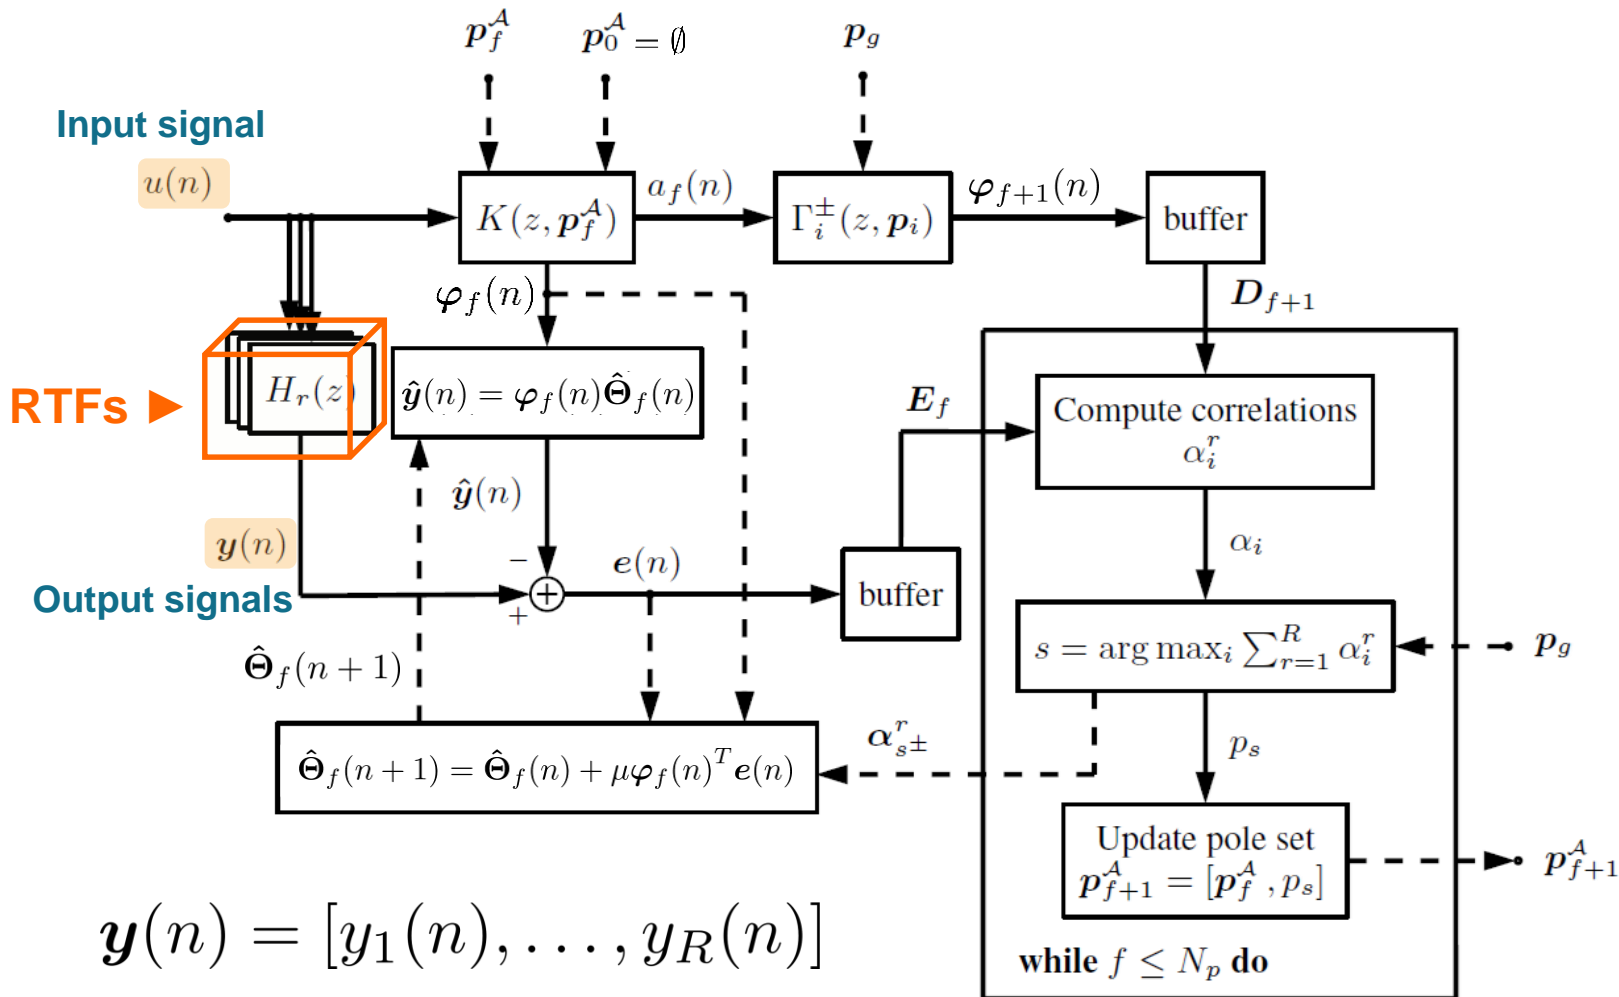 p_f^𝒜
p_0^𝒜 = ∅
p_g
Input signal
u(n)
K(z, p_f^𝒜)
a_f(n)
Γ_i^±(z, p_i)
φ_{f+1}(n)
buffer
φ_f(n)
D_{f+1}
RTFs ►
H_r(z)
ŷ(n) = φ_f(n)Θ̂_f(n)
E_f
Compute correlations
α_i^r
ŷ(n)
y(n)
α_i
Output signals
−
+
+
e(n)
buffer
s = arg max_i ∑_{r=1}^R α_i^r
p_g
Θ̂_f(n+1)
Θ̂_f(n+1) = Θ̂_f(n) + μφ_f(n)^T e(n)
α_{s±}^r
p_s
Update pole set
p_{f+1}^𝒜 = [p_f^𝒜, p_s]
p_{f+1}^𝒜
y(n) = [y_1(n), . . . , y_R(n)]
while f ≤ N_p do